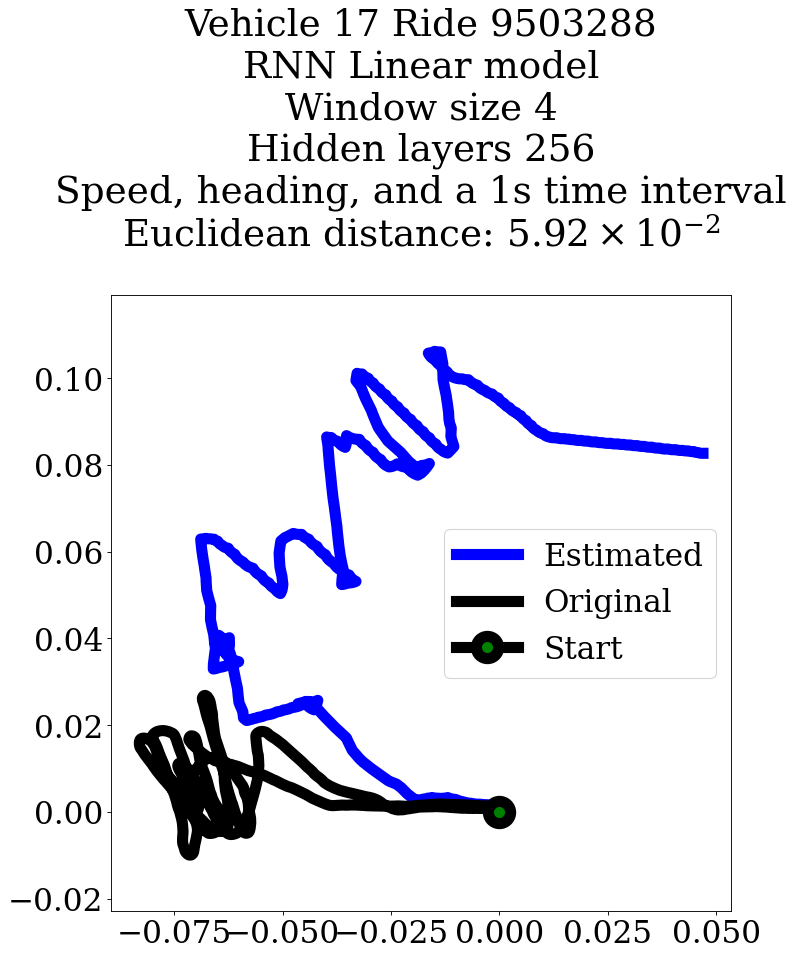 Vehicle 17 Ride 9503288
RNN Linear model
Window size 4
Hidden layers 256
Speed, heading, and a 1s time interval
Euclidean distance: 5.92 × 10⁻²
0.10
0.08
0.06
Estimated
Original
Start
0.04
0.02
0.00
−0.02
−0.075 −0.050 −0.025 0.000 0.025 0.050